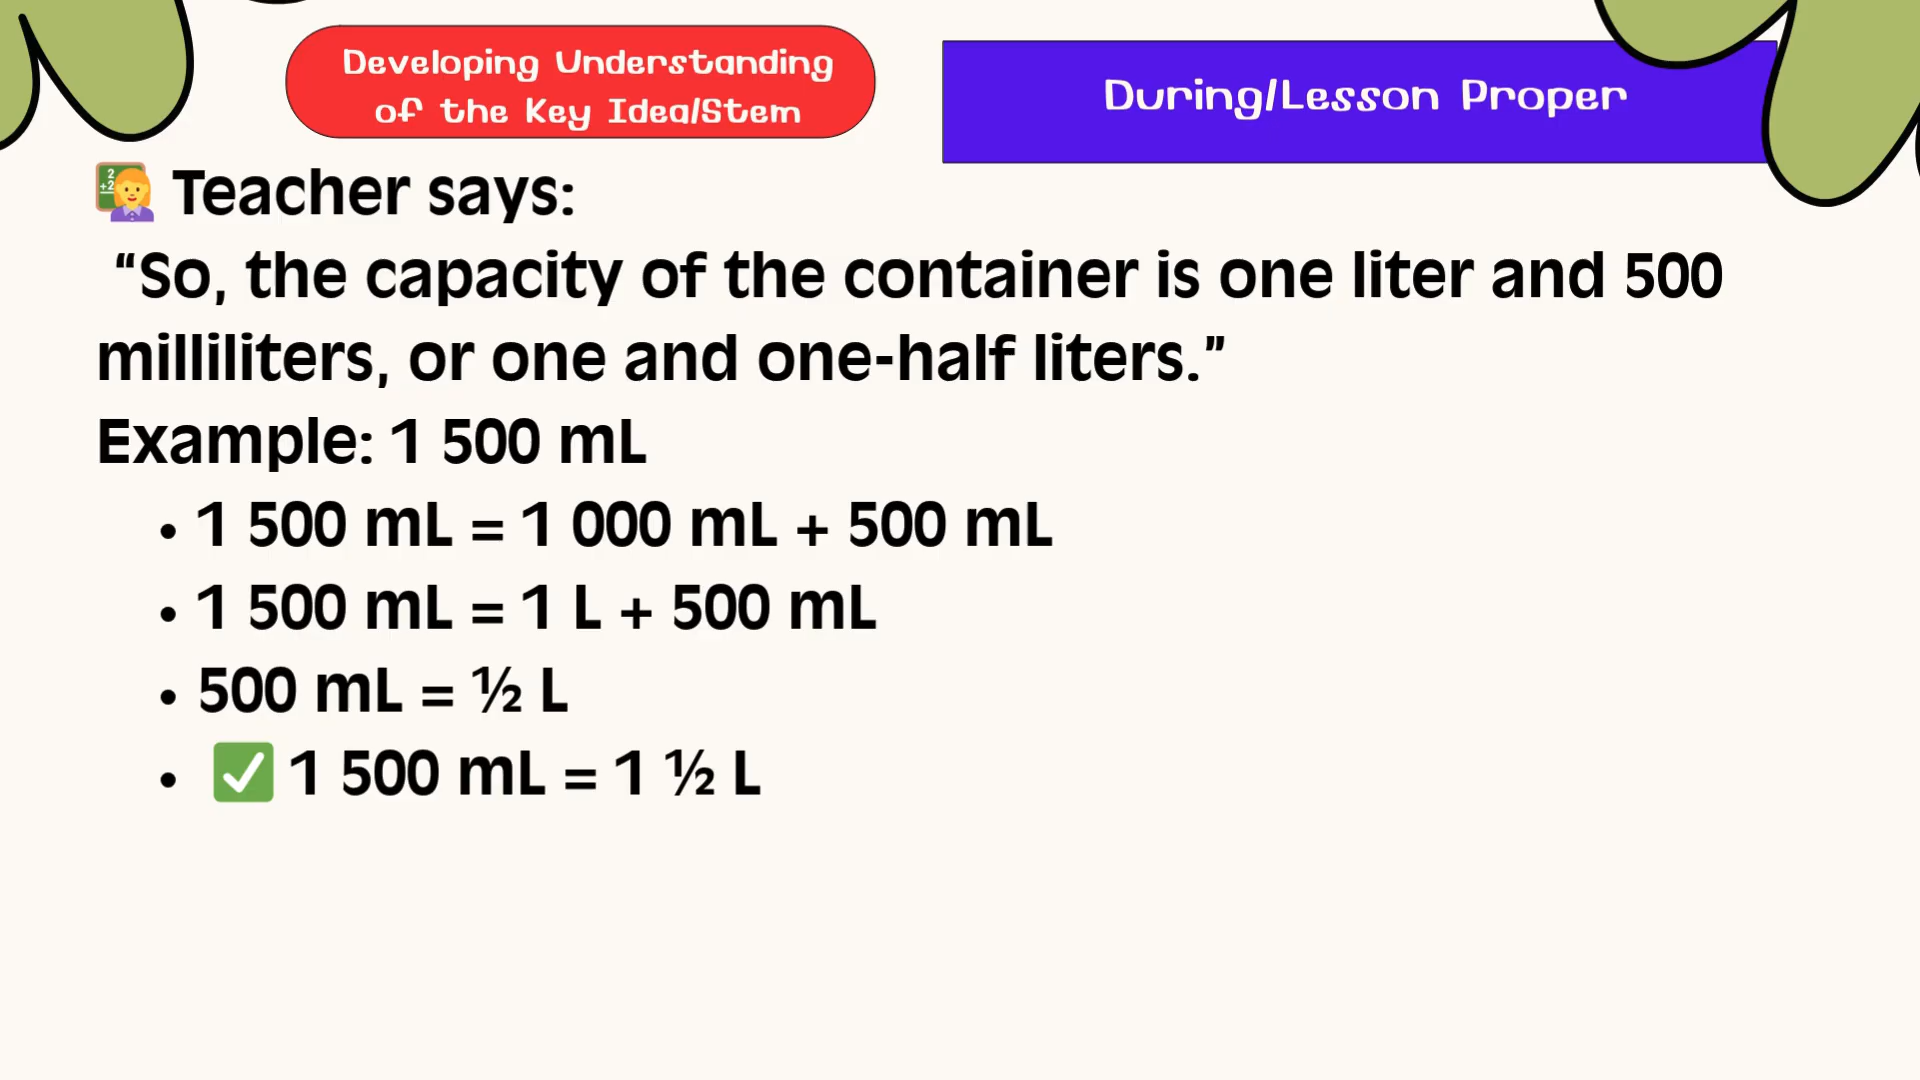 Developing Understanding
of the Key Idea/Stem
During/Lesson Proper
Teacher says:
“So, the capacity of the container is one liter and 500
milliliters, or one and one-half liters.”
Example: 1 500 mL
• 1 500 mL = 1 000 mL + 500 mL
• 1 500 mL = 1 L + 500 mL
• 500 mL = ½ L
• ✅ 1 500 mL = 1 ½ L